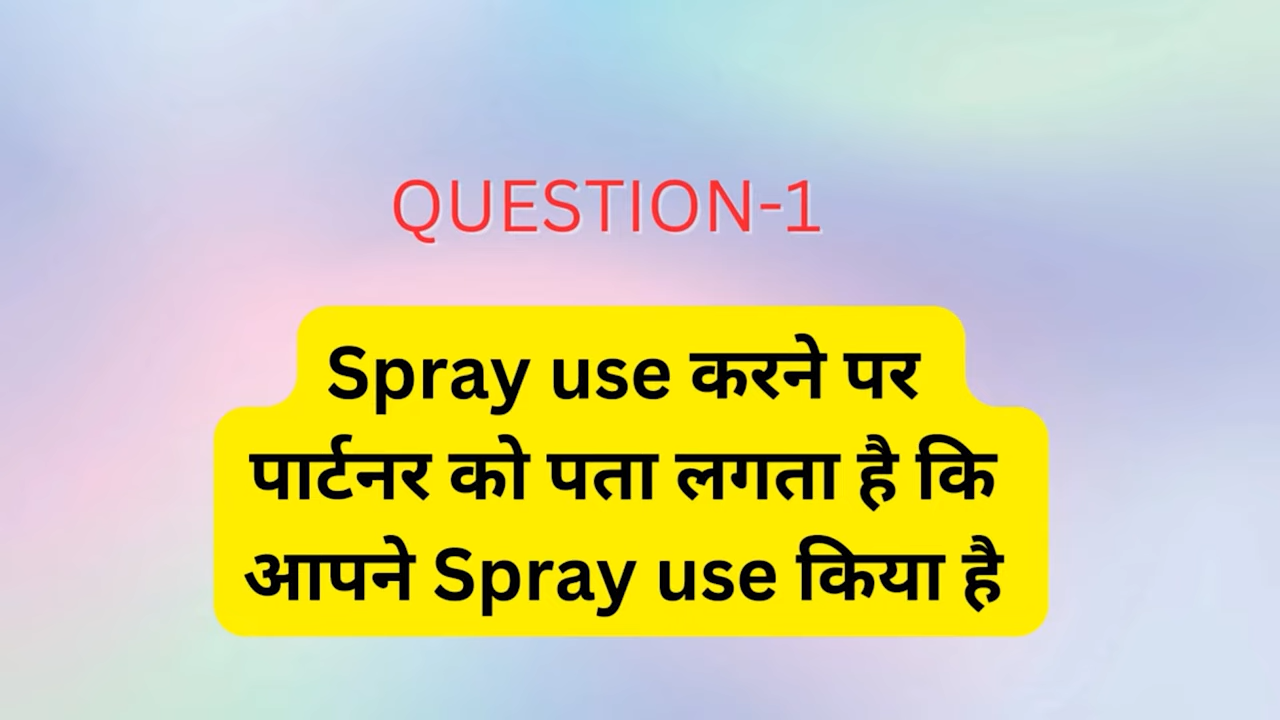 QUESTION-1
Spray use करने पर
पार्टनर को पता लगता है कि
आपने Spray use किया है